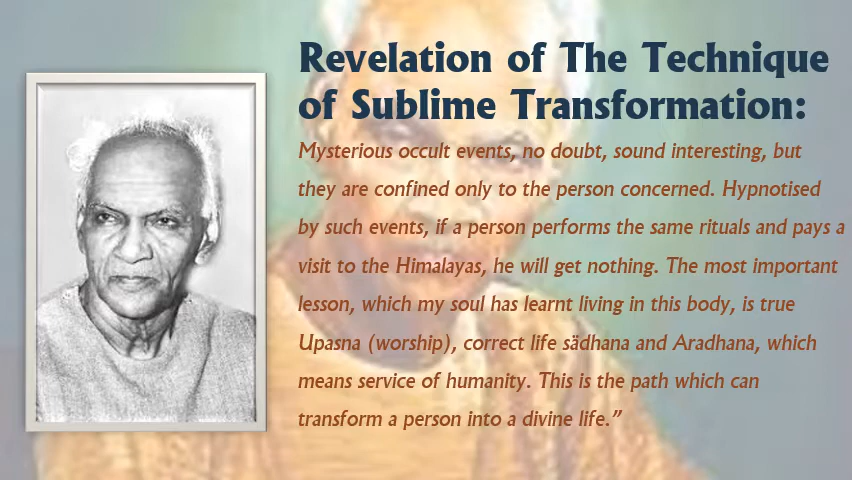 Revelation of The Technique
of Sublime Transformation:
Mysterious occult events, no doubt, sound interesting, but
they are confined only to the person concerned. Hypnotised
by such events, if a person performs the same rituals and pays a
visit to the Himalayas, he will get nothing. The most important
lesson, which my soul has learnt living in this body, is true
Upasna (worship), correct life sädhana and Aradhana, which
means service of humanity. This is the path which can
transform a person into a divine life.”